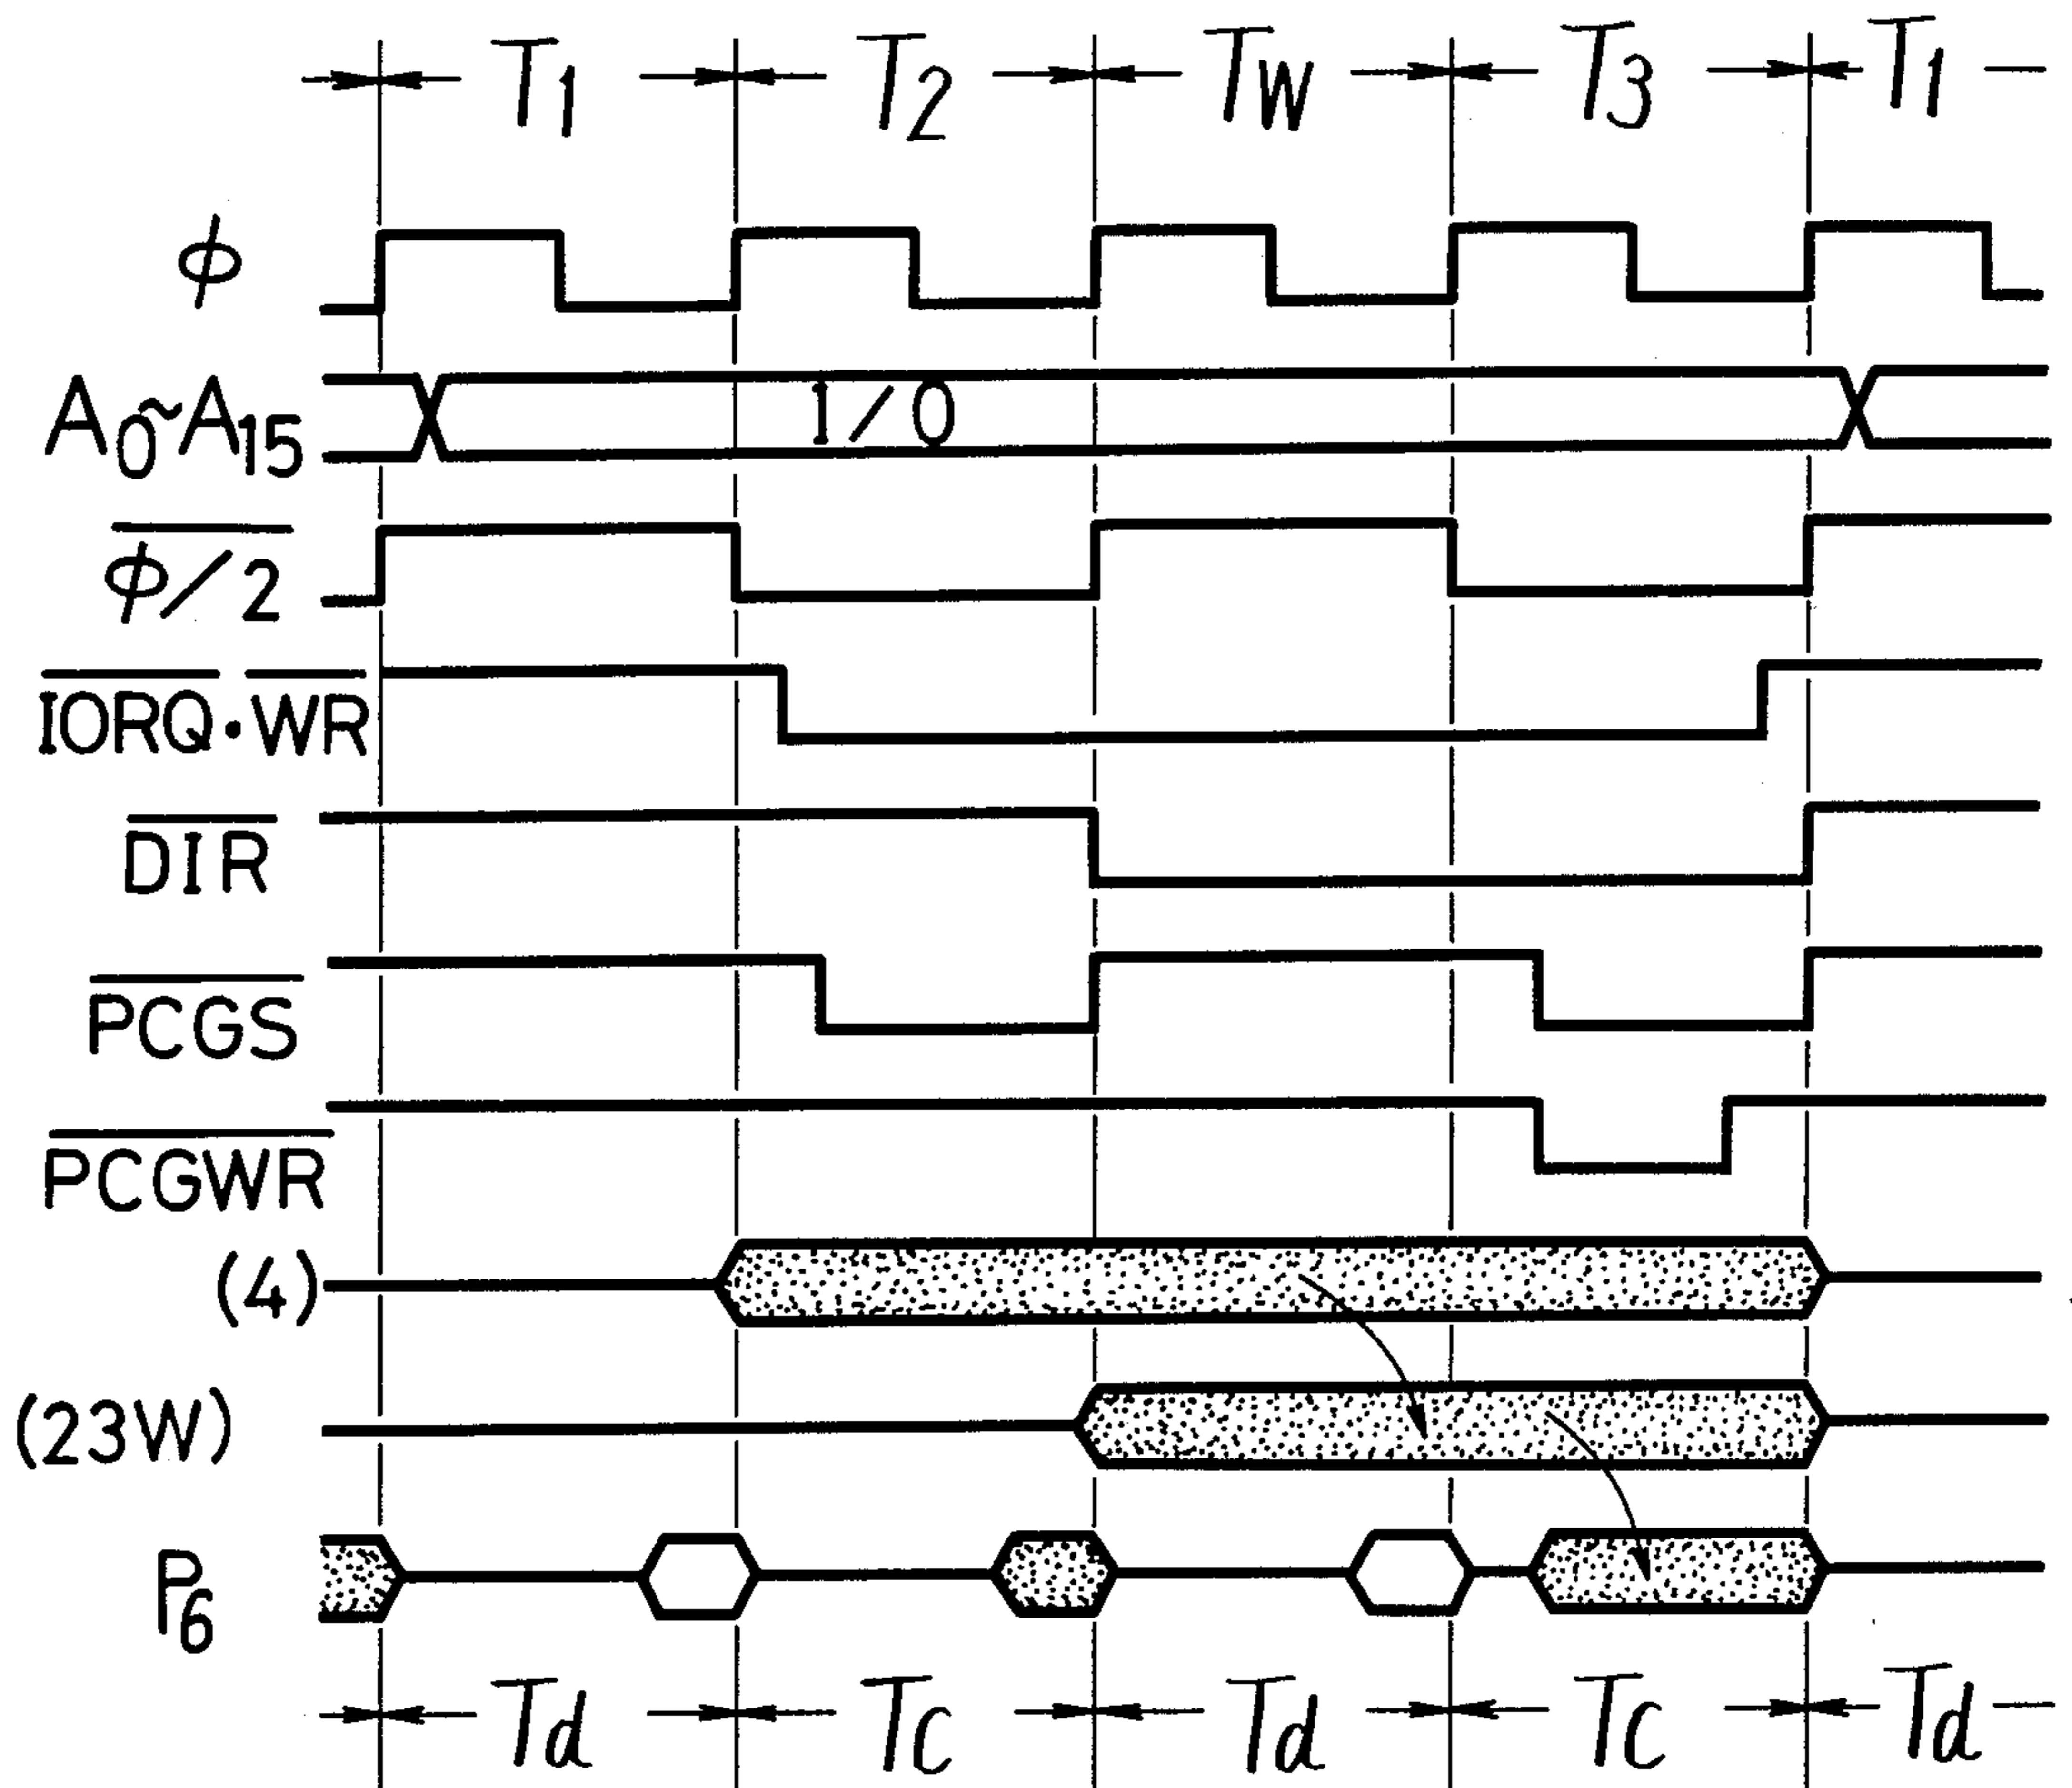 T1 T2 TW T3 T1
ϕ
A0~A15 I/O
ϕ/2
IORQ·WR
DIR
PCGS
PCGWR
(4)
(23W)
P6
Td Tc Td Tc Td